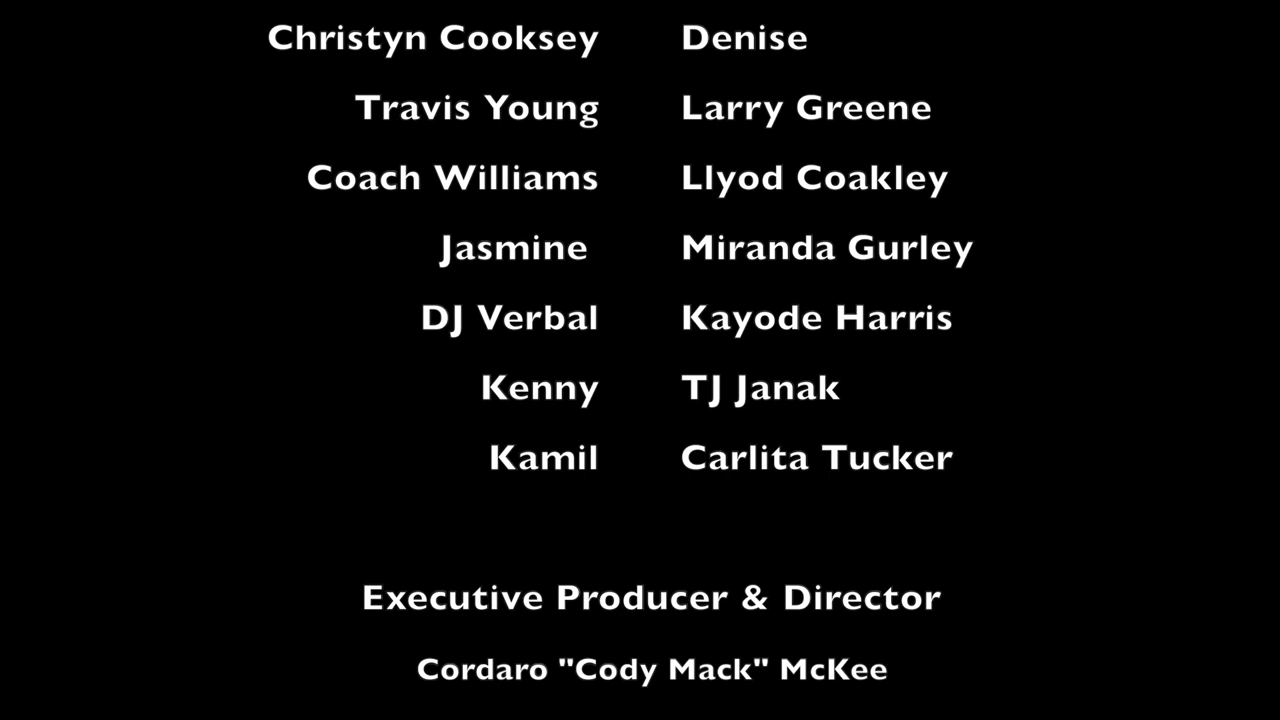 Christyn Cooksey Denise
Travis Young Larry Greene
Coach Williams Llyod Coakley
Jasmine Miranda Gurley
DJ Verbal Kayode Harris
Kenny TJ Janak
Kamil Carlita Tucker
Executive Producer & Director
Cordaro "Cody Mack" McKee